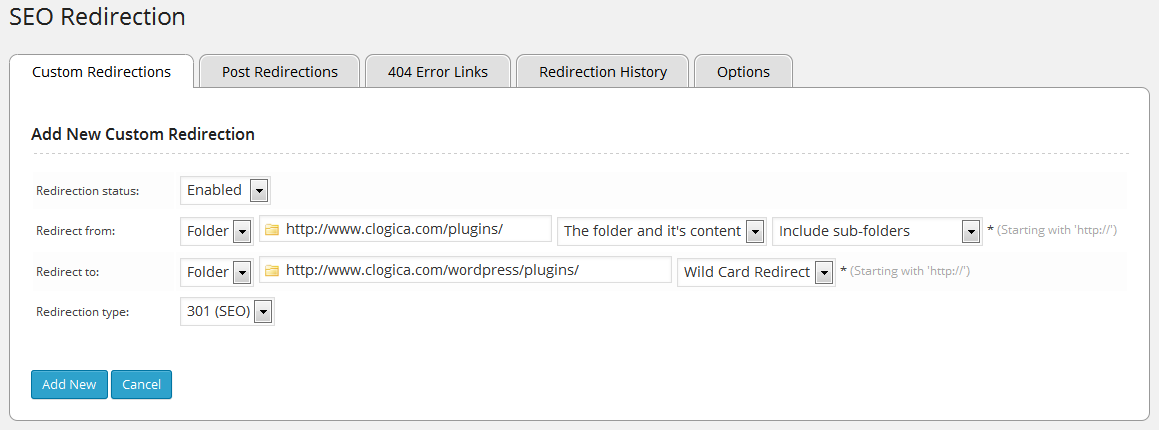 SEO Redirection
Custom Redirections Post Redirections 404 Error Links Redirection History Options
Add New Custom Redirection
Redirection status: Enabled
Redirect from: Folder http://www.clogica.com/plugins/ The folder and it's content Include sub-folders * (Starting with 'http://')
Redirect to: Folder http://www.clogica.com/wordpress/plugins/ Wild Card Redirect * (Starting with 'http://')
Redirection type: 301 (SEO)
Add New Cancel